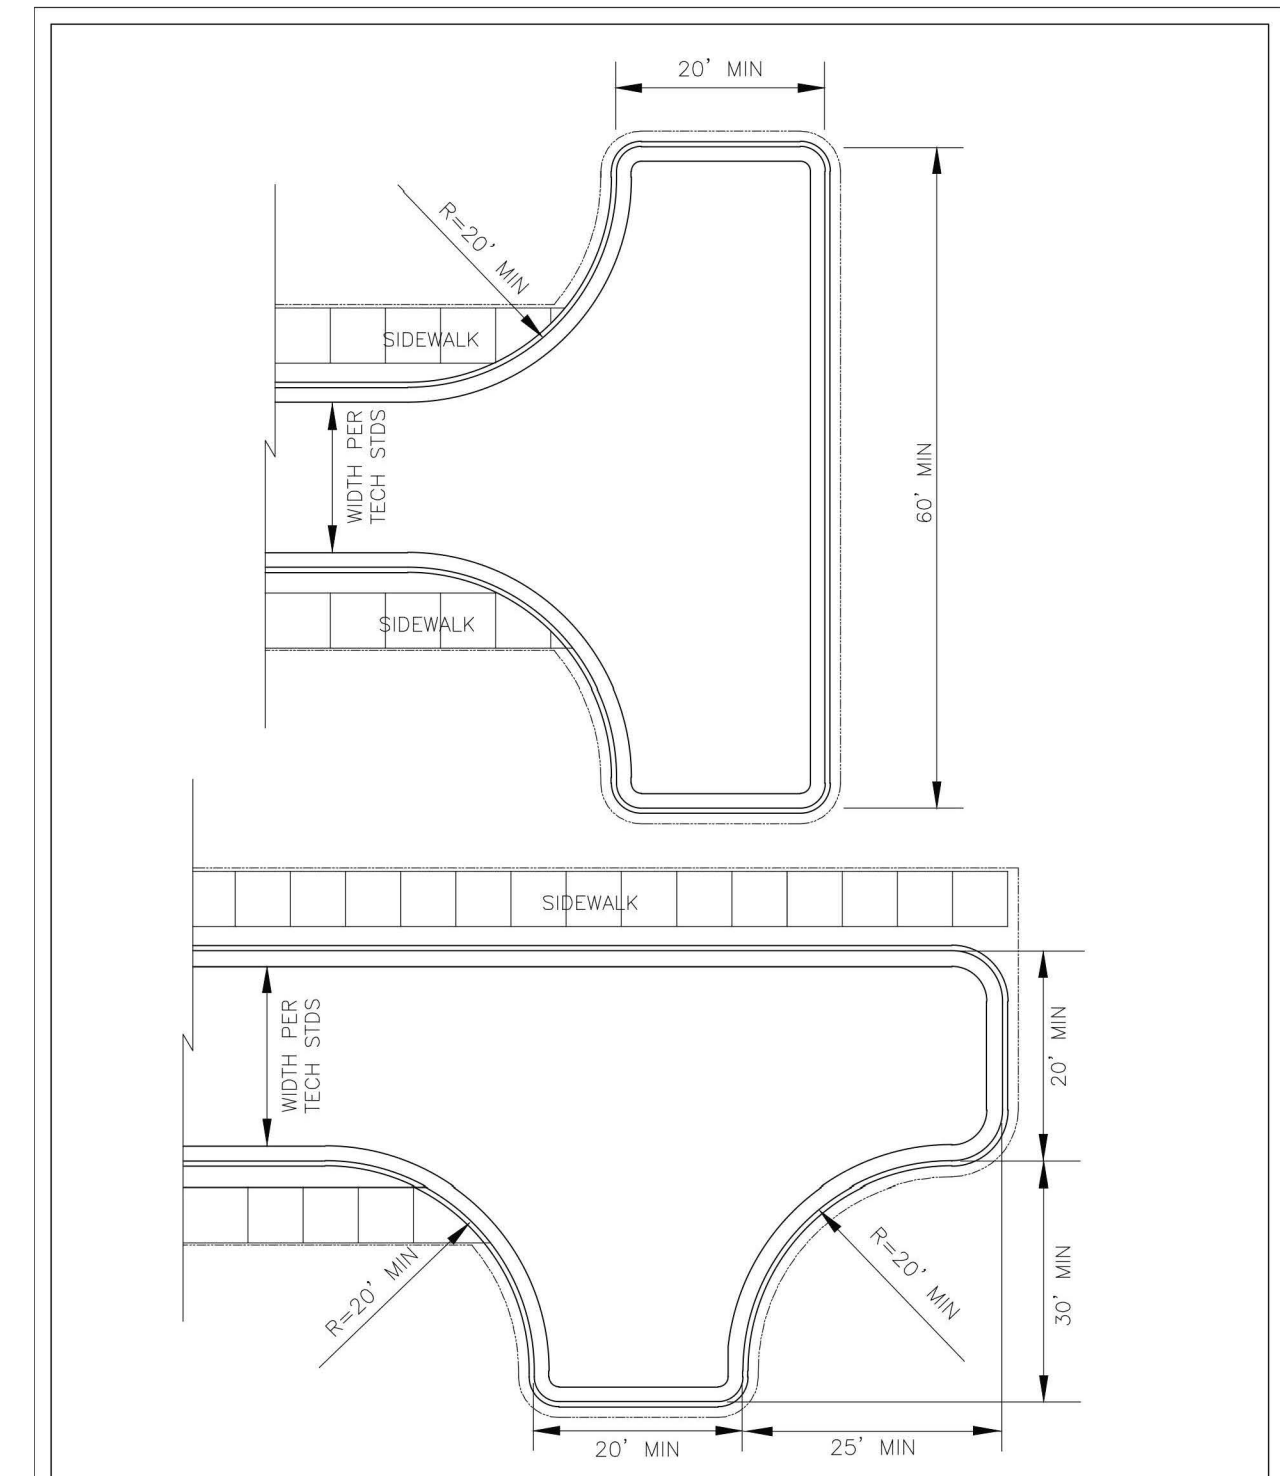 20' MIN
R=20' MIN
SIDEWALK
WIDTH PER
TECH STDS
60' MIN
SIDEWALK
SIDEWALK
WIDTH PER
TECH STDS
20' MIN
R=20' MIN
R=20' MIN
30' MIN
20' MIN
25' MIN